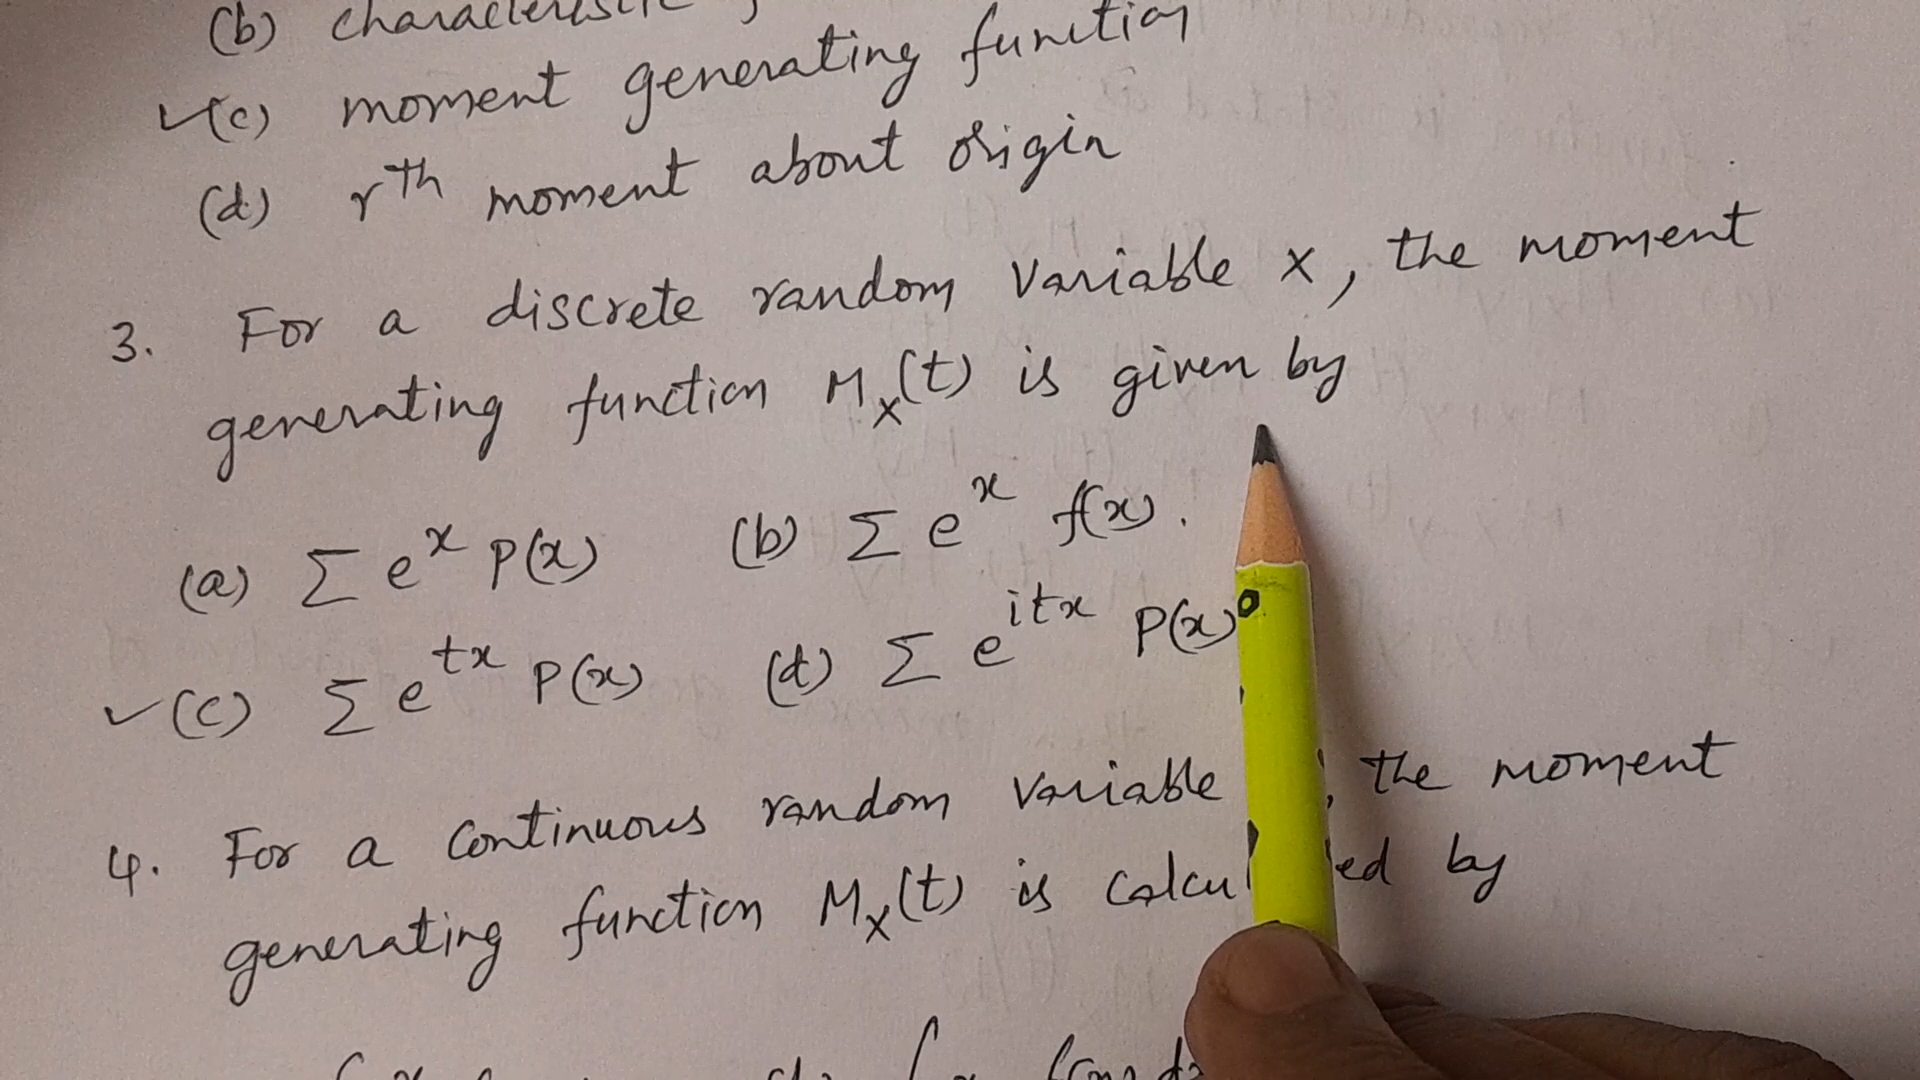 (b) characteristic
✓(c) moment generating function
(d) rth moment about origin
3. For a discrete random variable X, the moment
generating function Mx(t) is given by
(a) ∑ e^x P(x) (b) ∑ e^x f(x).
✓(c) ∑ e^tx P(x) (d) ∑ e^itx P(x)
4. For a continuous random variable , the moment
generating function Mx(t) is calcu ed by